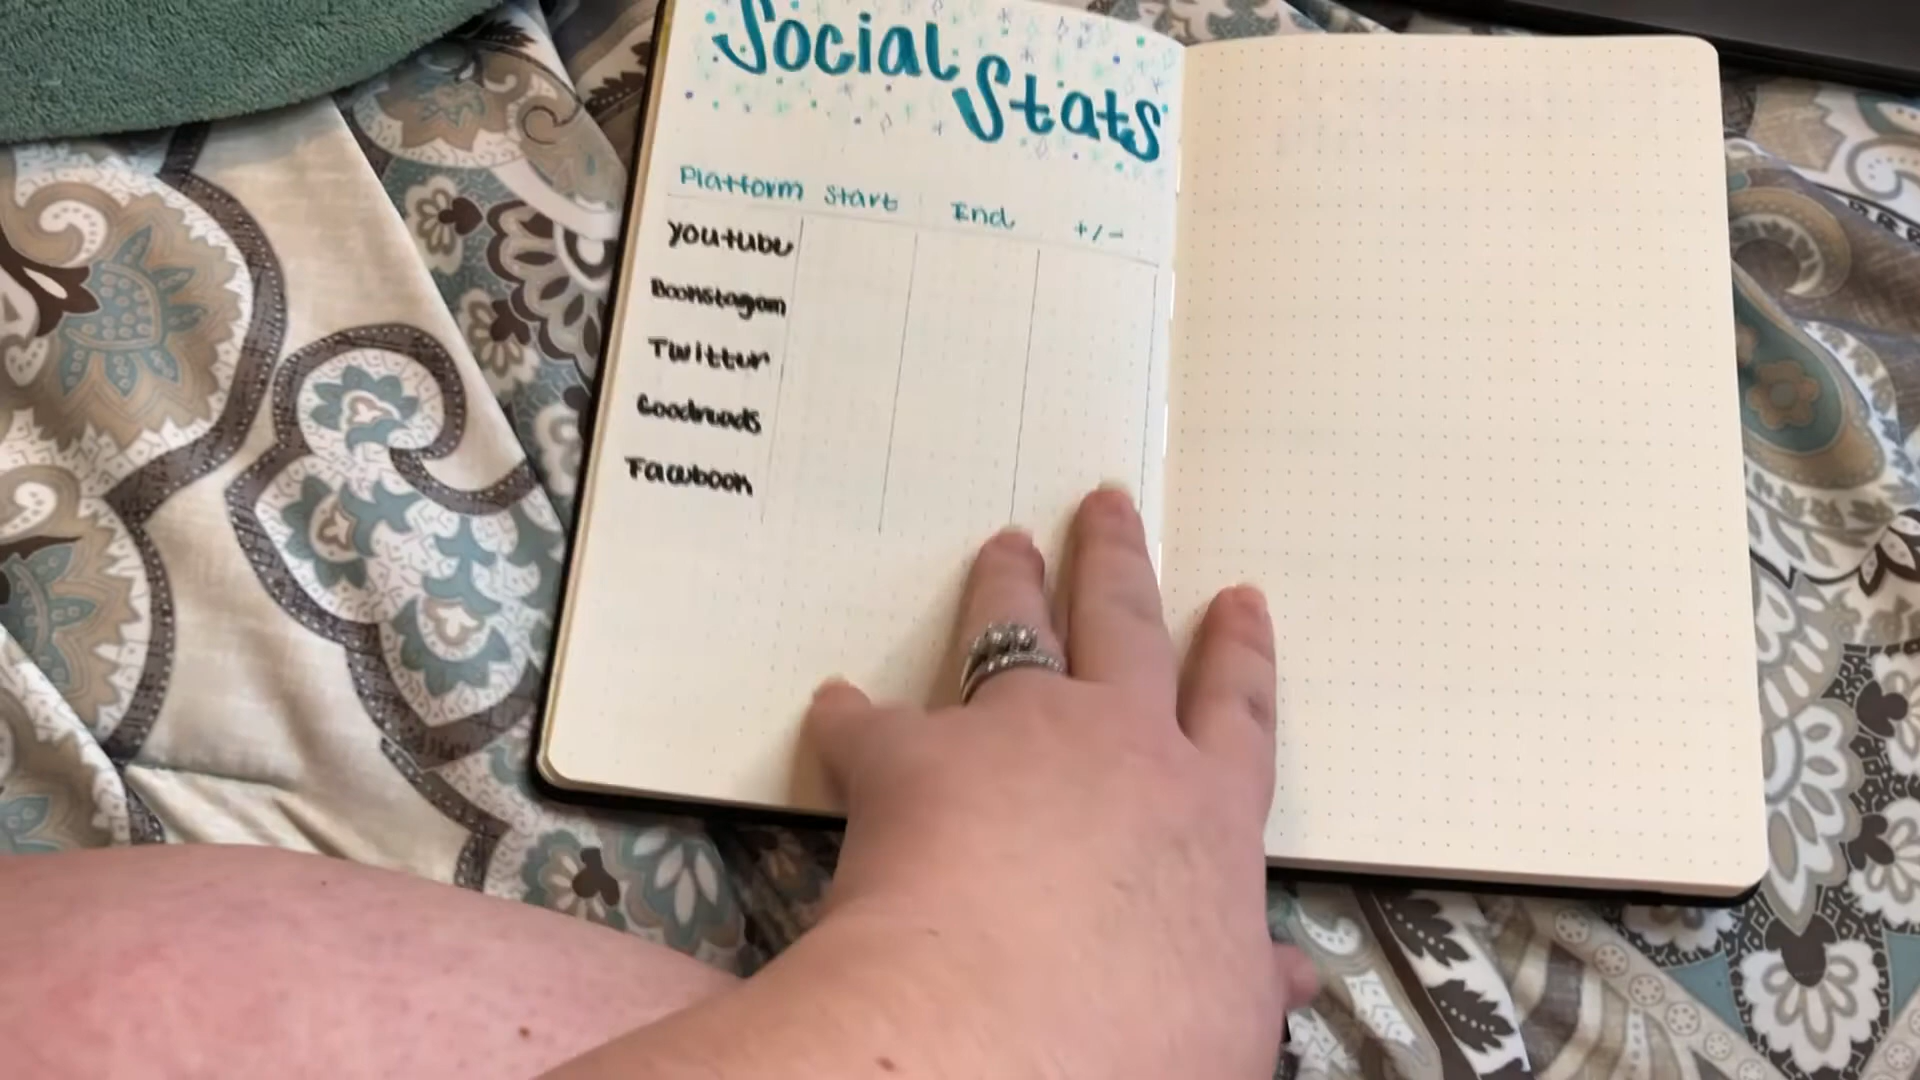 Social
Stats
Platform Start End +/-
Youtube
Bookstagram
Twitter
Goodreads
Facebook